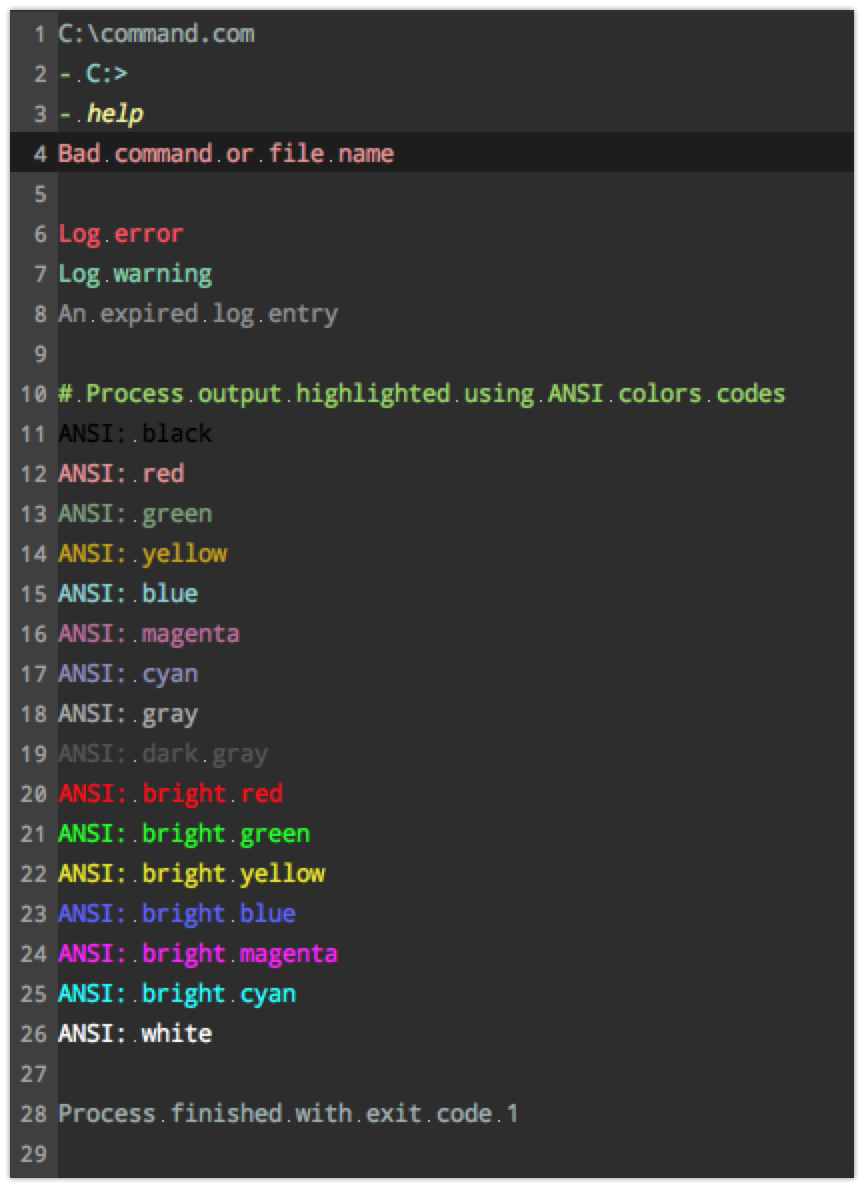 1 C:\command.com
2 - C:>
3 - help
4 Bad command or file name
5
6 Log error
7 Log warning
8 An expired log entry
9
10 # Process output highlighted using ANSI colors codes
11 ANSI: black
12 ANSI: red
13 ANSI: green
14 ANSI: yellow
15 ANSI: blue
16 ANSI: magenta
17 ANSI: cyan
18 ANSI: gray
19 ANSI: dark gray
20 ANSI: bright red
21 ANSI: bright green
22 ANSI: bright yellow
23 ANSI: bright blue
24 ANSI: bright magenta
25 ANSI: bright cyan
26 ANSI: white
27
28 Process finished with exit code 1
29